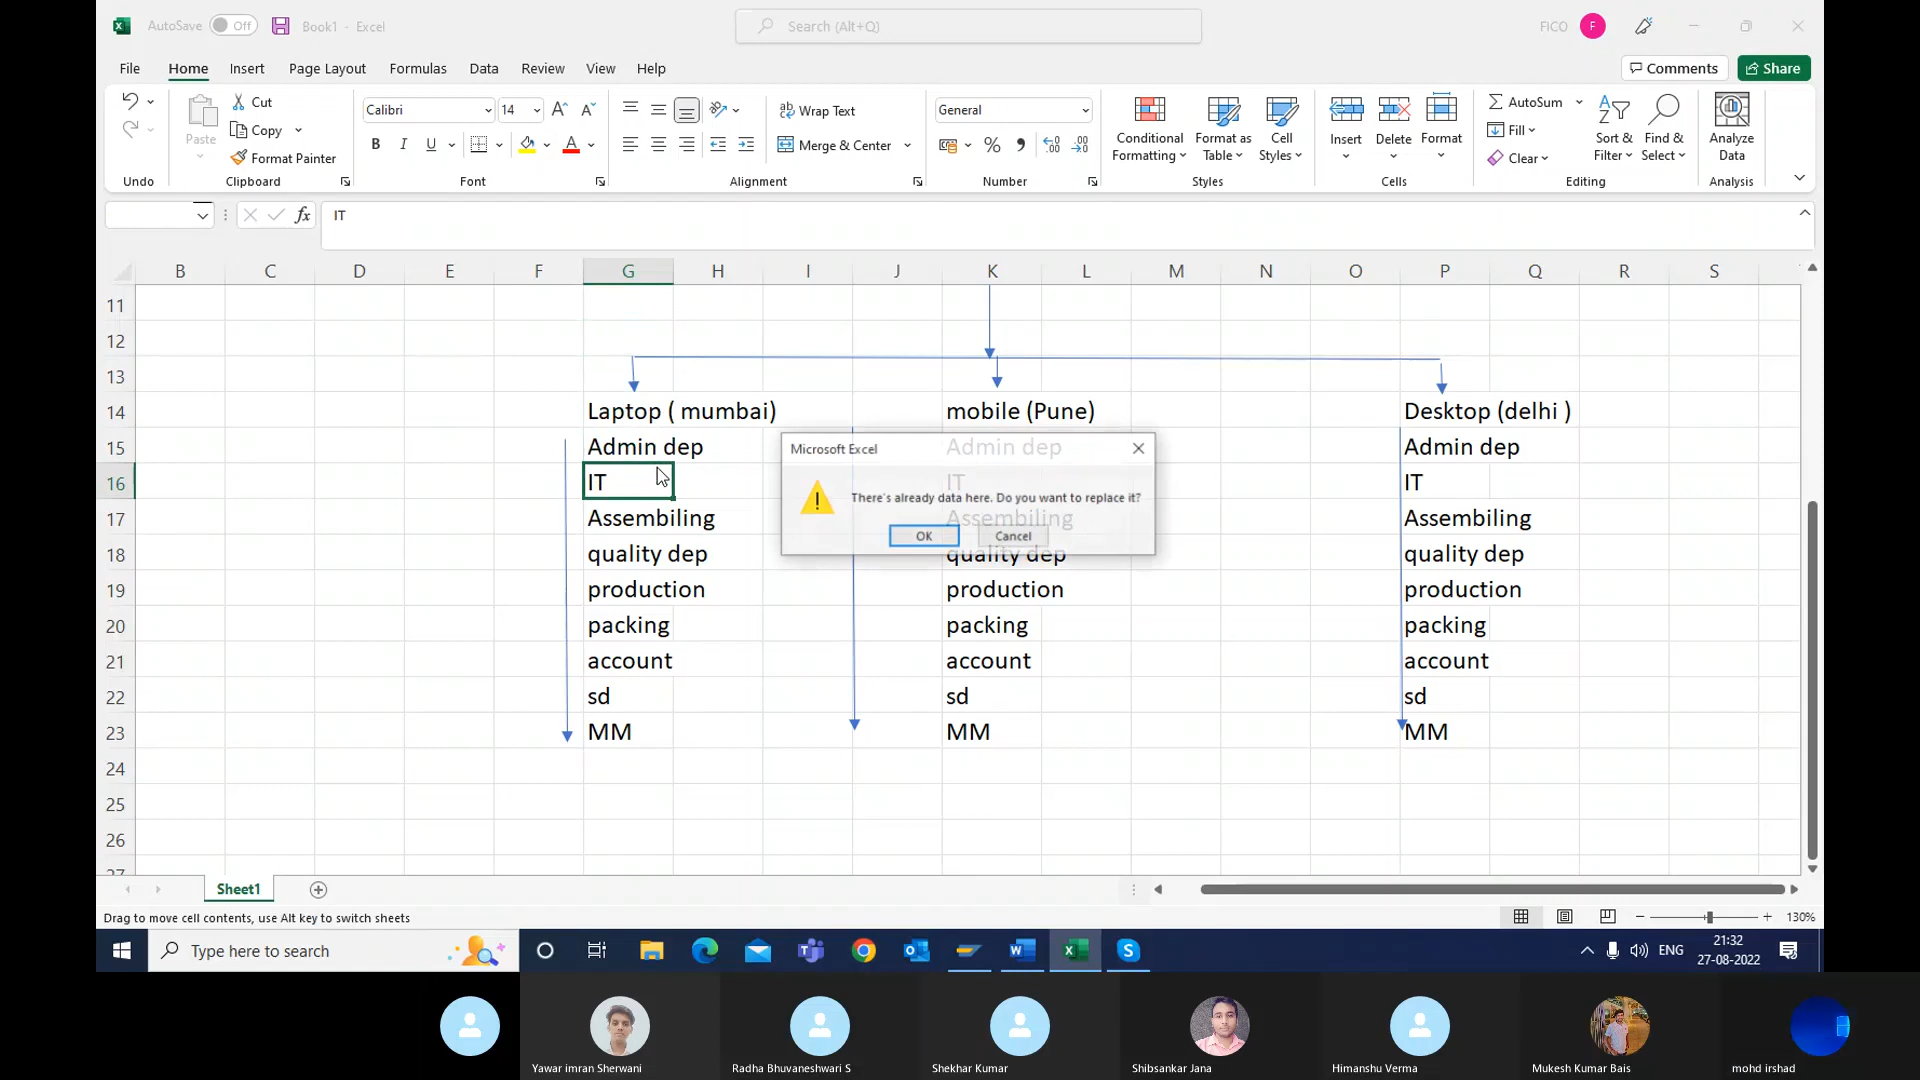 AutoSave Off Book1 - Excel Search (Alt+Q) FICO F
File Home Insert Page Layout Formulas Data Review View Help Comments Share
Cut
Copy
Format Painter
Paste
Calibri 14
B I U
Wrap Text
Merge & Center
General
Conditional Formatting
Format as Table
Cell Styles
Insert Delete Format
AutoSum
Fill
Clear
Sort & Filter
Find & Select
Analyze Data
Undo Clipboard Font Alignment Number Styles Cells Editing Analysis
fx IT
B C D E F G H I J K L M N O P Q R S
11
12
13
14 Laptop ( mumbai) mobile (Pune) Desktop (delhi )
15 Admin dep Admin dep Admin dep
16 IT IT IT
17 Assembiling Assembiling Assembiling
18 quality dep quality dep quality dep
19 production production production
20 packing packing packing
21 account account account
22 sd sd sd
23 MM MM MM
24
25
26
27
Microsoft Excel
There's already data here. Do you want to replace it?
OK Cancel
Sheet1
Drag to move cell contents, use Alt key to switch sheets 130%
Type here to search ENG 21:32
27-08-2022
Yawar imran Sherwani Radha Bhuvaneshwari S Shekhar Kumar Shibsankar Jana Himanshu Verma Mukesh Kumar Bais mohd irshad